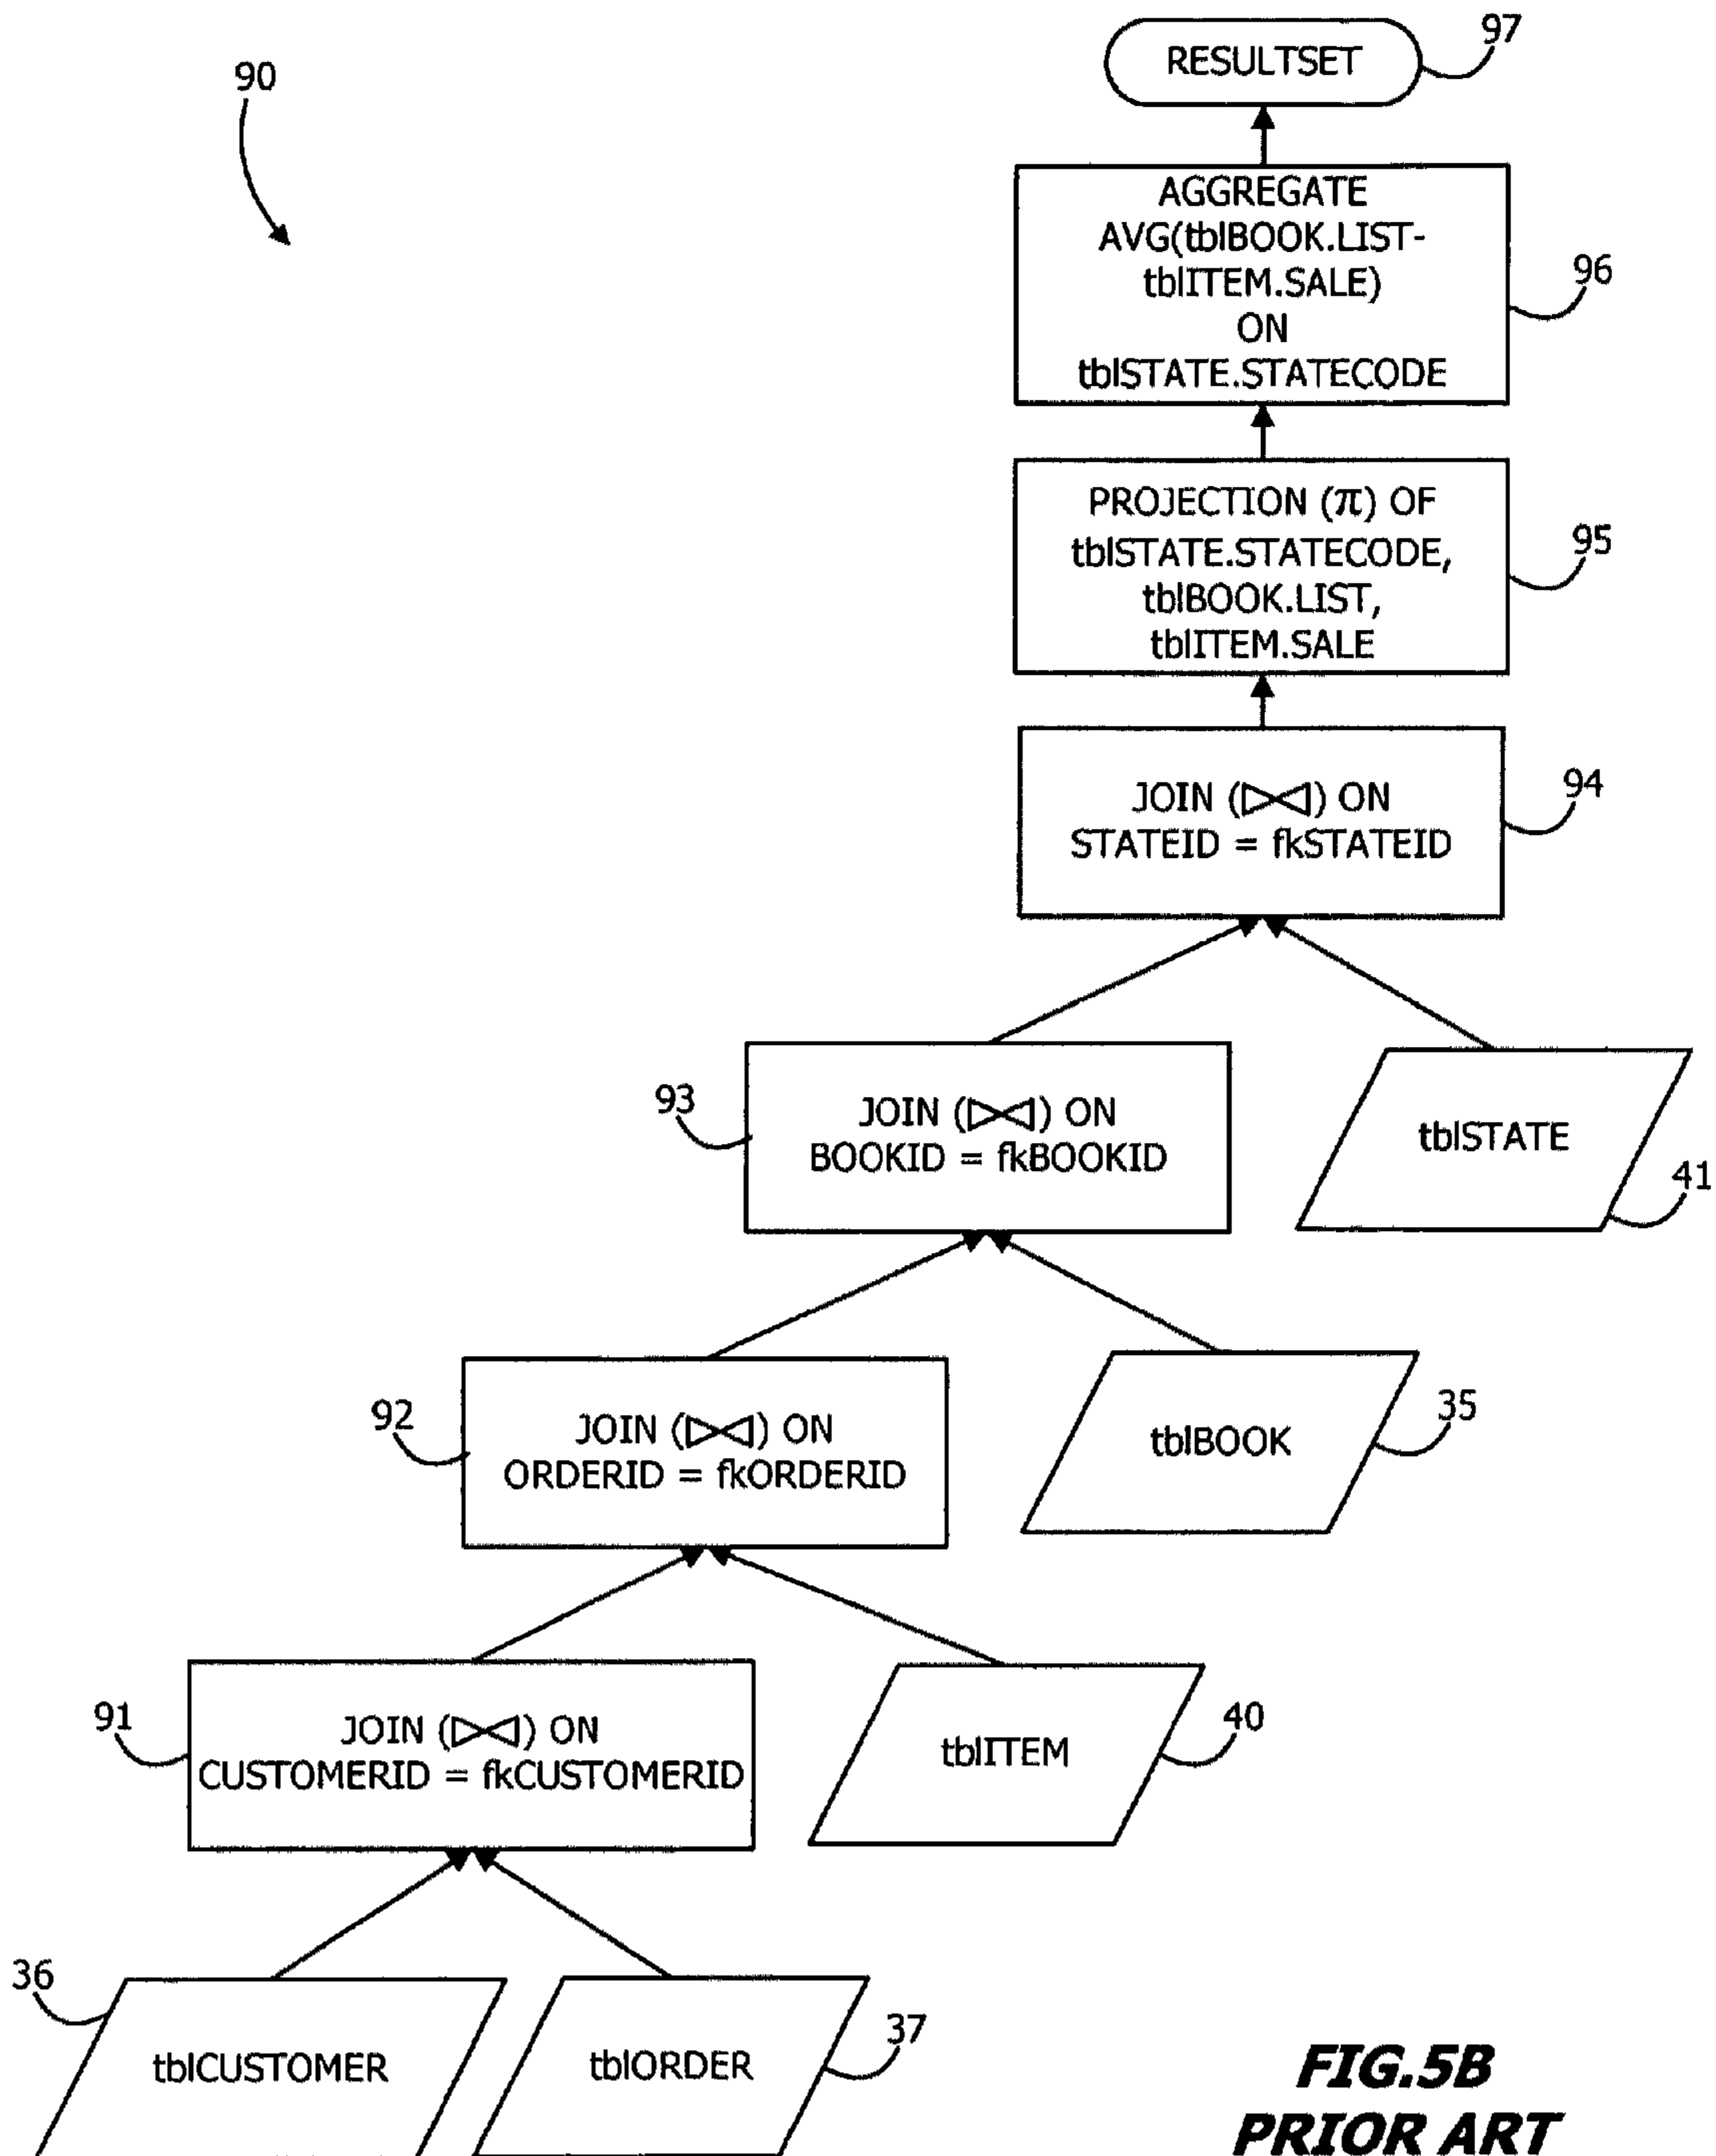 97
RESULTSET
90
AGGREGATE
AVG(tblBOOK.LIST-
tblITEM.SALE)
ON
tblSTATE.STATECODE
96
PROJECTION (π) OF
tblSTATE.STATECODE,
tblBOOK.LIST,
tblITEM.SALE
95
JOIN (▷◁) ON
STATEID = fkSTATEID
94
93
JOIN (▷◁) ON
BOOKID = fkBOOKID
tblSTATE
41
92
JOIN (▷◁) ON
ORDERID = fkORDERID
tblBOOK
35
91
JOIN (▷◁) ON
CUSTOMERID = fkCUSTOMERID
tblITEM
40
36
tblCUSTOMER
tblORDER
37
FIG.5B
PRIOR ART